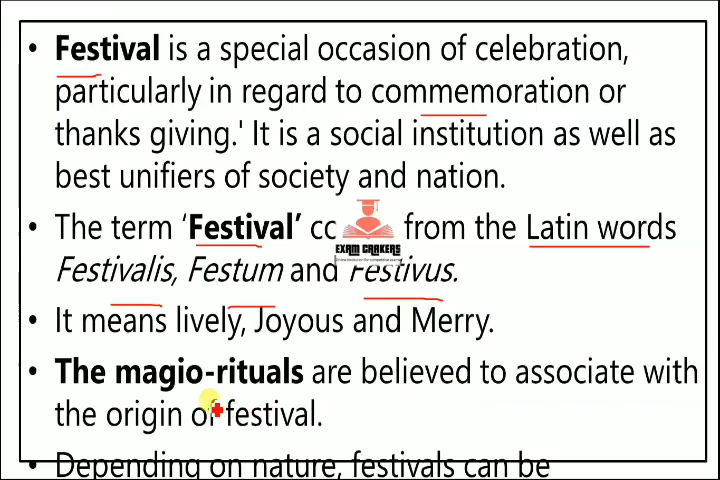 • Festival is a special occasion of celebration,
particularly in regard to commemoration or
thanks giving.' It is a social institution as well as
best unifiers of society and nation.
• The term ‘Festival’ from the Latin words
Festivalis, Festum and Festivus.
EXAM CRAKERS
• It means lively, Joyous and Merry.
• The magio-rituals are believed to associate with
the origin of festival.
• Depending on nature, festivals can be